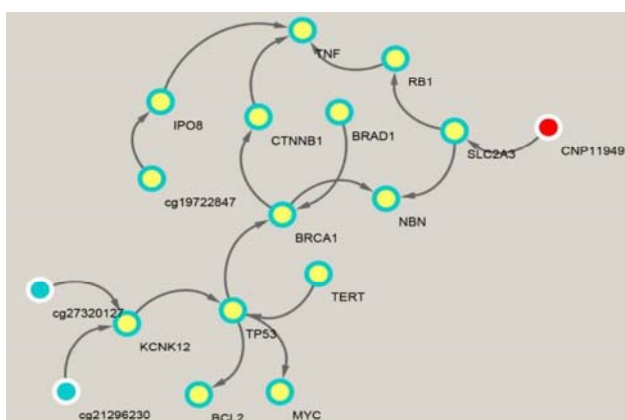 TNF
RB1
IPO8
CTNNB1
BRAD1
SLC2A3
CNP11949
cg19722847
NBN
BRCA1
TERT
cg27320127
TP53
KCNK12
cg21296230
BCL2
MYC